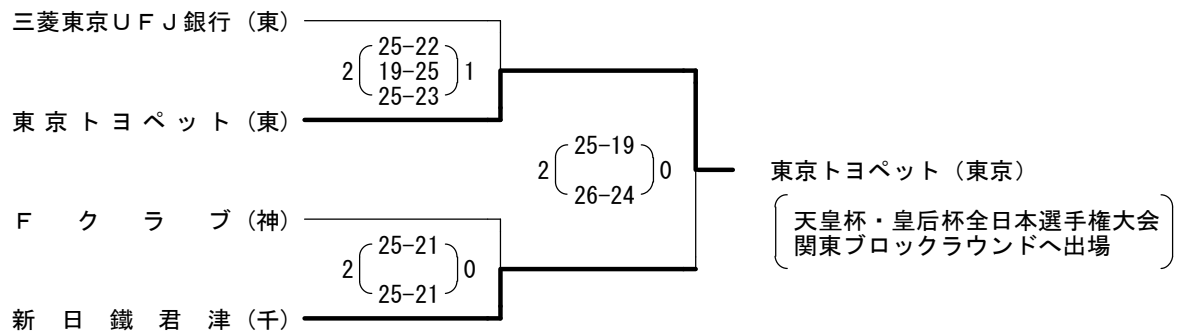 三菱東京ＵＦＪ銀行（東）
25-22
2 19-25 1
25-23
東京トヨペット（東）
25-19
2 0
26-24
東京トヨペット（東京）
天皇杯・皇后杯全日本選手権大会
関東ブロックラウンドへ出場
Ｆクラブ（神）
25-21
2 0
25-21
新日鐵君津（千）